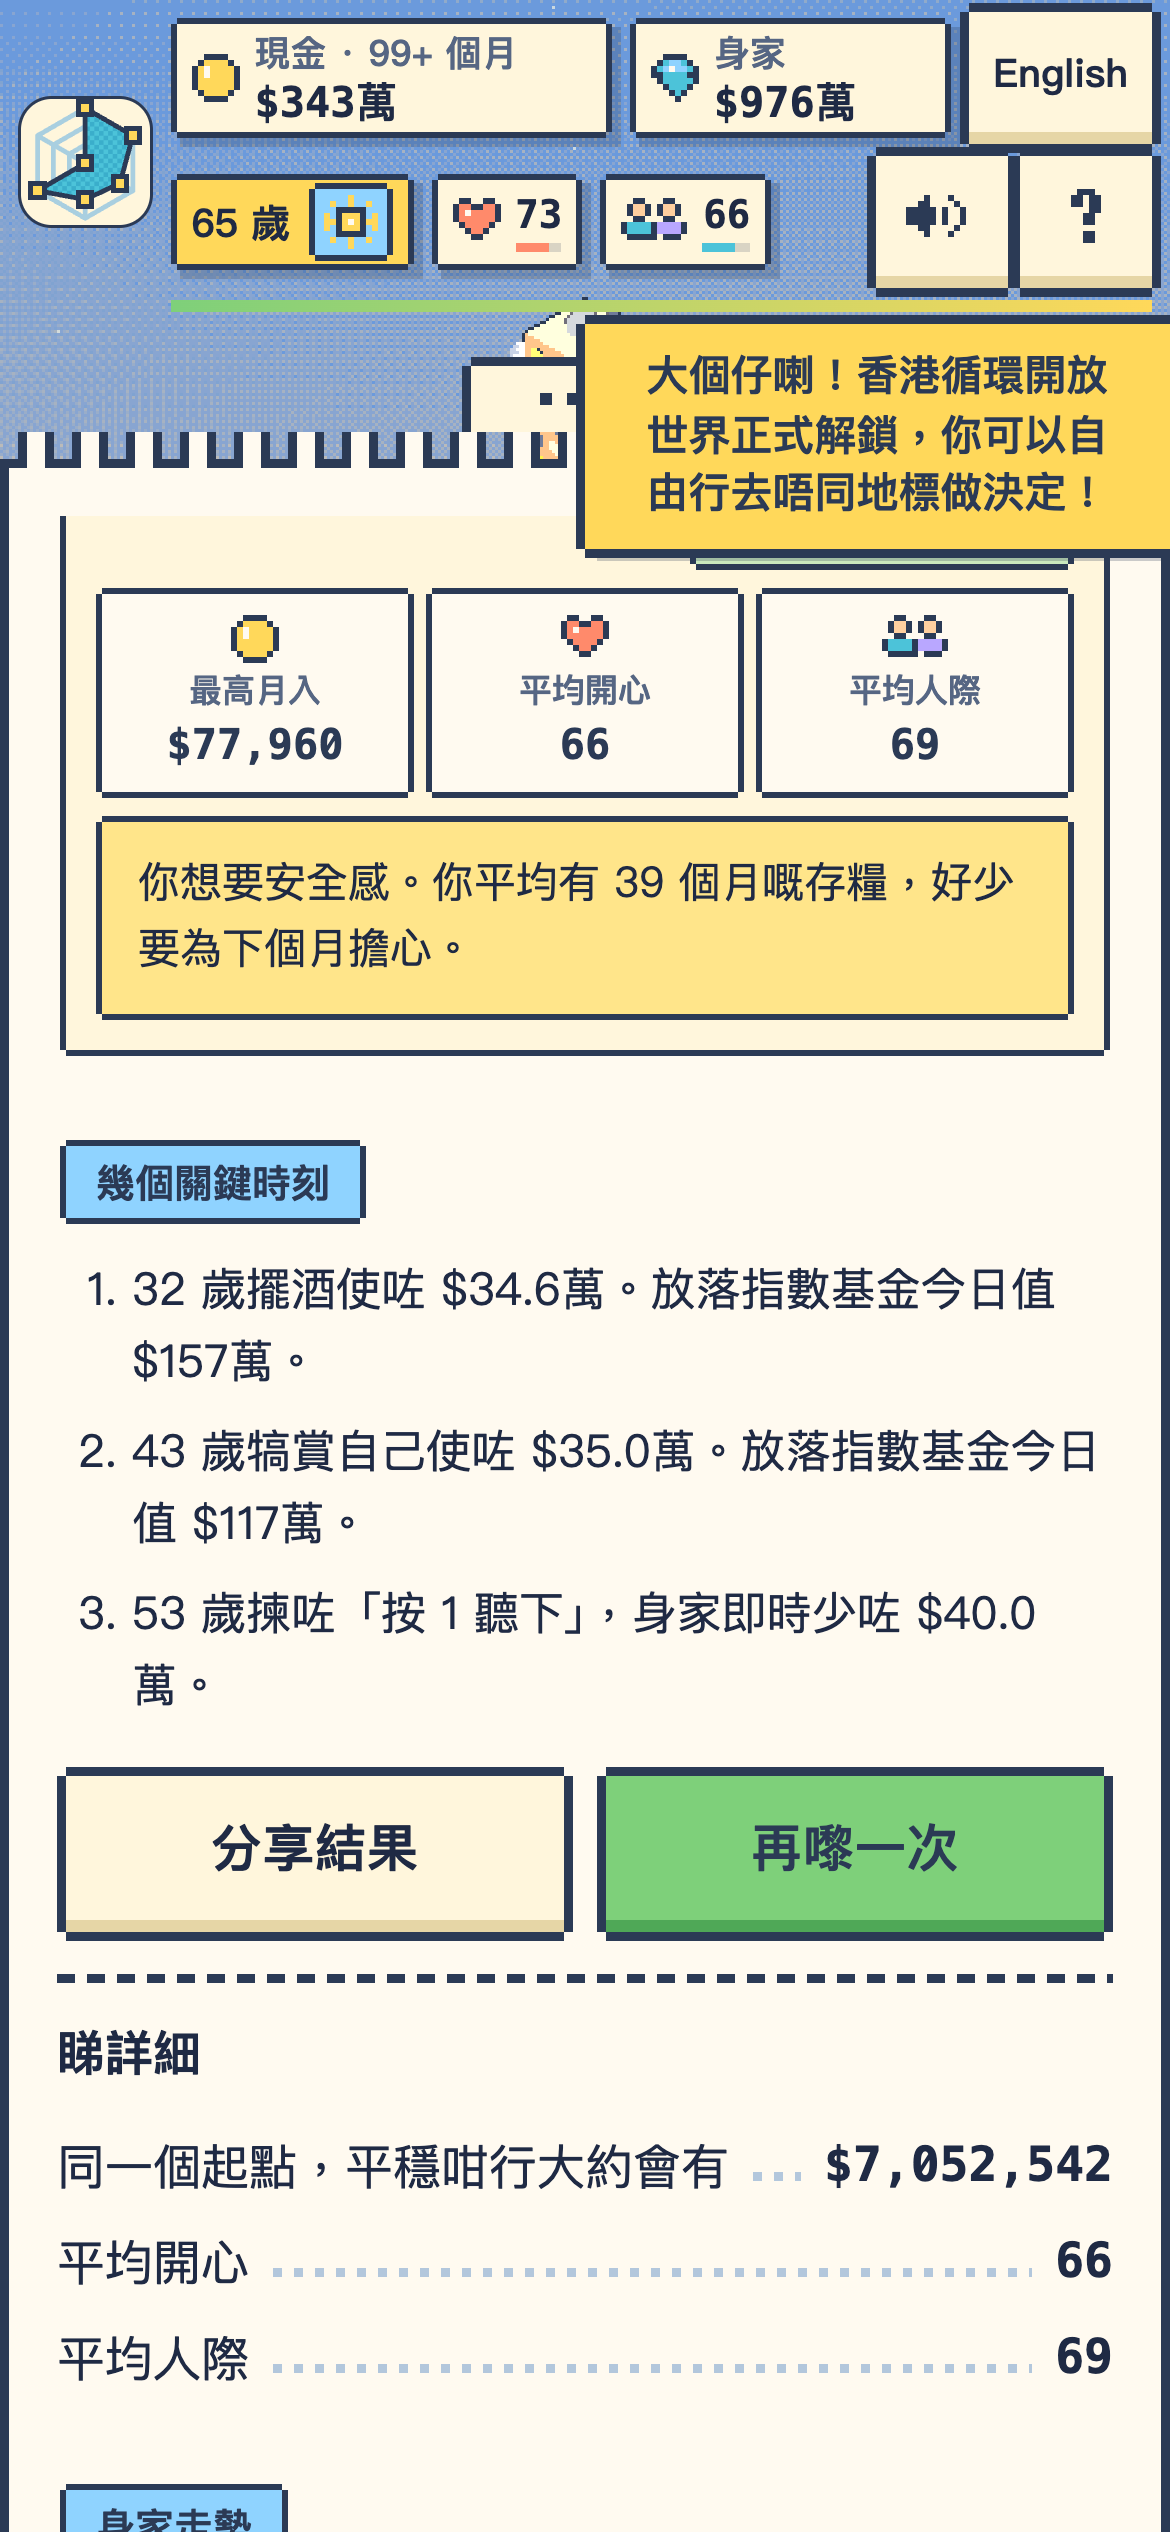 現金 · 99+ 個月
$343萬
身家
$976萬
English
65 歲
73
66
?
大個仔喇！香港循環開放
世界正式解鎖，你可以自
由行去唔同地標做決定！
最高月入
$77,960
平均開心
66
平均人際
69
你想要安全感。你平均有 39 個月嘅存糧，好少
要為下個月擔心。
幾個關鍵時刻
1. 32 歲擺酒使咗 $34.6萬。放落指數基金今日值
$157萬。
2. 43 歲犒賞自己使咗 $35.0萬。放落指數基金今日
值 $117萬。
3. 53 歲揀咗「按 1 聽下」，身家即時少咗 $40.0
萬。
分享結果
再嚟一次
睇詳細
同一個起點，平穩咁行大約會有 $7,052,542
平均開心 66
平均人際 69
身家走勢